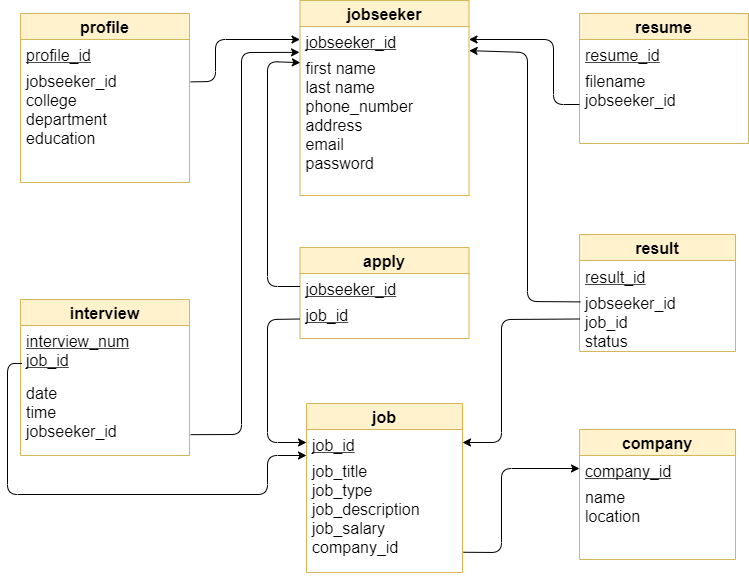 profile
profile_id
jobseeker_id
college
department
education
jobseeker
jobseeker_id
first name
last name
phone_number
address
email
password
resume
resume_id
filename
jobseeker_id
interview
interview_num
job_id
date
time
jobseeker_id
apply
jobseeker_id
job_id
result
result_id
jobseeker_id
job_id
status
job
job_id
job_title
job_type
job_description
job_salary
company_id
company
company_id
name
location